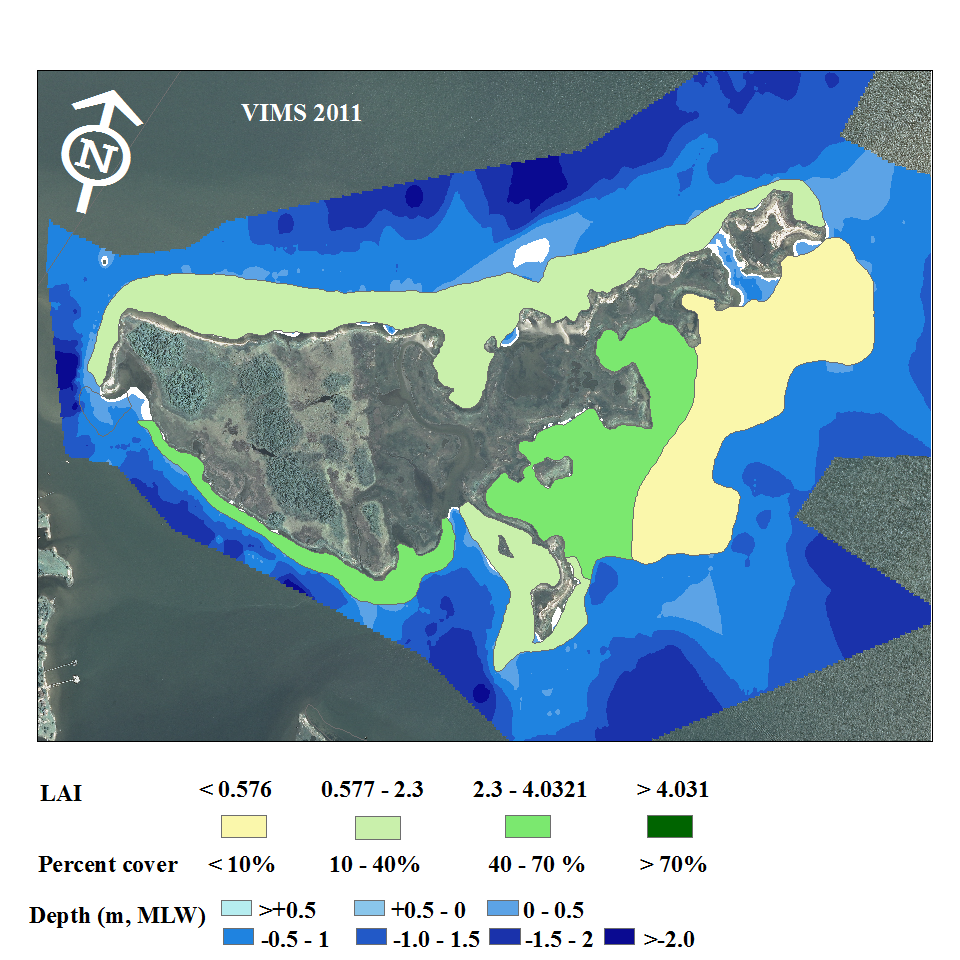 VIMS 2011
N
LAI < 0.576 0.577 - 2.3 2.3 - 4.0321 > 4.031
Percent cover < 10% 10 - 40% 40 - 70 % > 70%
Depth (m, MLW) >+0.5 +0.5 - 0 0 - 0.5
-0.5 - 1 -1.0 - 1.5 -1.5 - 2 >-2.0